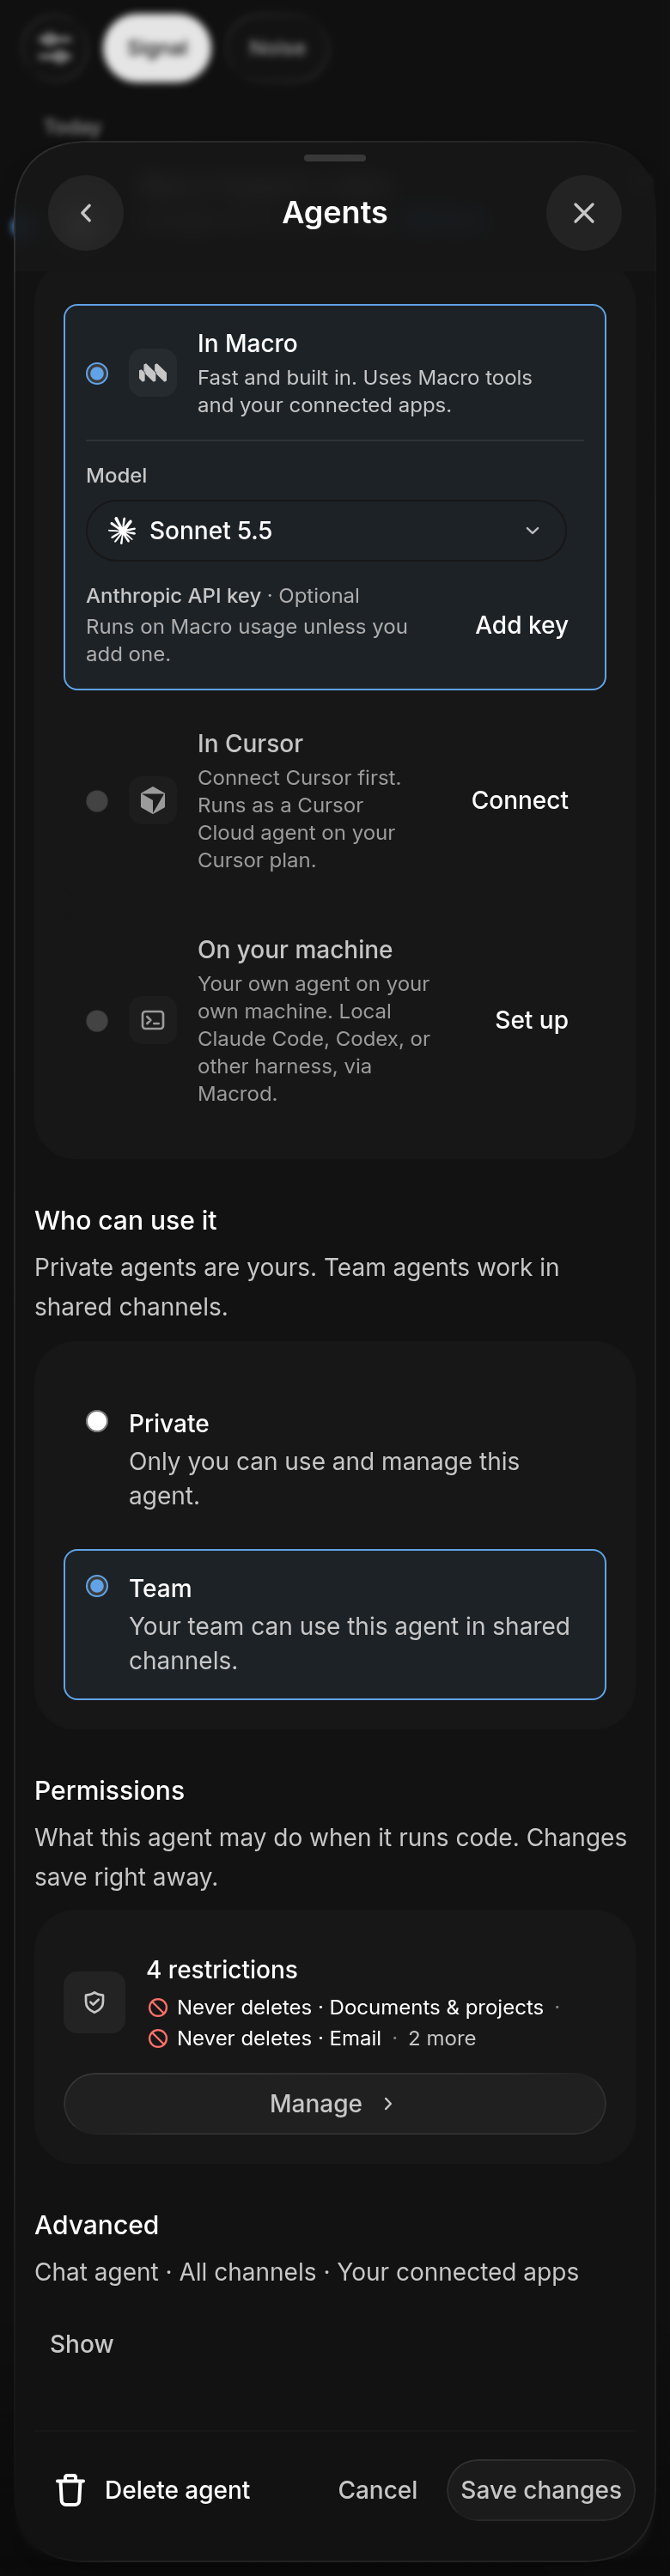 Signal
Noise
Today
Agents
In Macro
Fast and built in. Uses Macro tools
and your connected apps.
Model
Sonnet 5.5
Anthropic API key · Optional
Runs on Macro usage unless you
add one.
Add key
In Cursor
Connect Cursor first.
Runs as a Cursor
Cloud agent on your
Cursor plan.
Connect
On your machine
Your own agent on your
own machine. Local
Claude Code, Codex, or
other harness, via
Macrod.
Set up
Who can use it
Private agents are yours. Team agents work in
shared channels.
Private
Only you can use and manage this
agent.
Team
Your team can use this agent in shared
channels.
Permissions
What this agent may do when it runs code. Changes
save right away.
4 restrictions
Never deletes · Documents & projects ·
Never deletes · Email · 2 more
Manage
Advanced
Chat agent · All channels · Your connected apps
Show
Delete agent
Cancel
Save changes